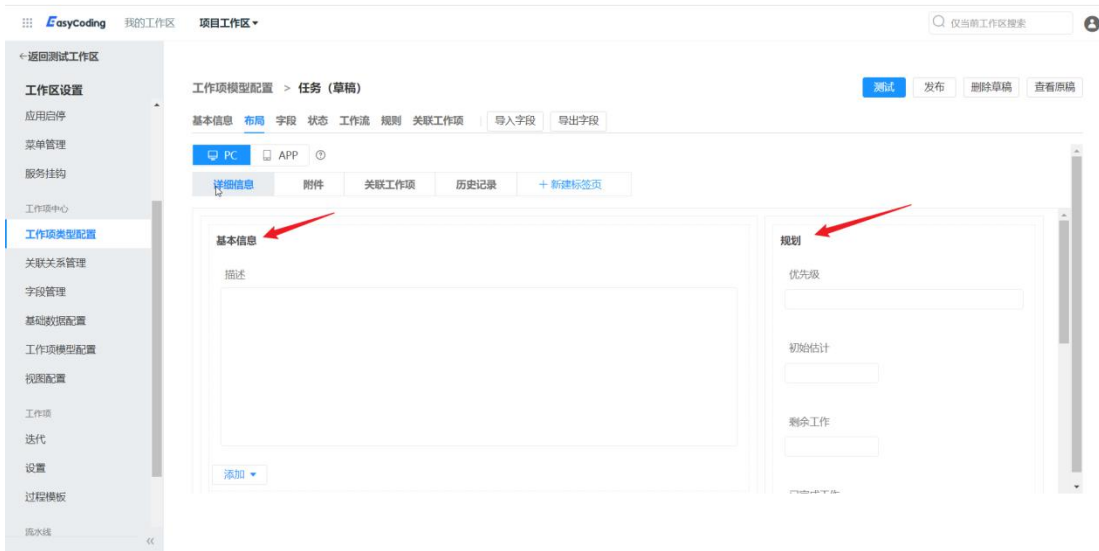 EasyCoding 我的工作区 项目工作区 仅当前工作区搜索
←返回测试工作区
工作区设置
应用启停
菜单管理
服务挂钩
工作项中心
工作项类型配置
关联关系管理
字段管理
基础数据配置
工作项模型配置
视图配置
工作项
迭代
设置
过程模板
流水线
工作项模型配置 > 任务（草稿） 测试 发布 删除草稿 查看原稿
基本信息 布局 字段 状态 工作流 规则 关联工作项 导入字段 导出字段
PC APP
详细信息 附件 关联工作项 历史记录 +新建标签页
基本信息
描述
添加
规划
优先级
初始估计
剩余工作
已完成工作